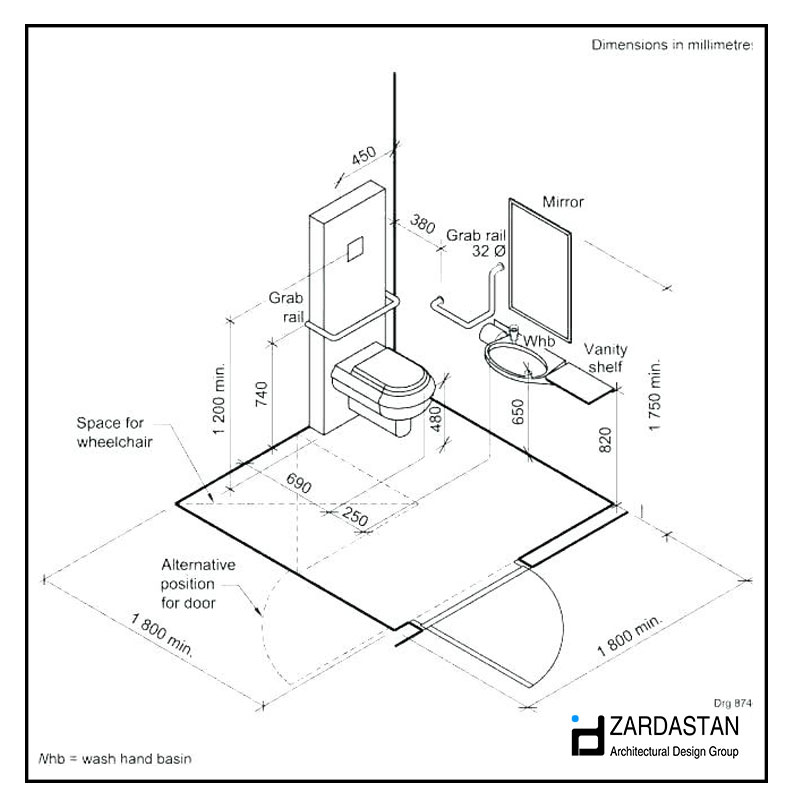 Dimensions in millimetre
450
380
Mirror
Grab rail
32 Ø
Grab
rail
Whb
Vanity
shelf
1 200 min.
740
480
650
820
1 750 min.
Space for
wheelchair
690
250
Alternative
position
for door
1 800 min.
1 800 min.
Drg 874
ZARDASTAN
Architectural Design Group
Whb = wash hand basin